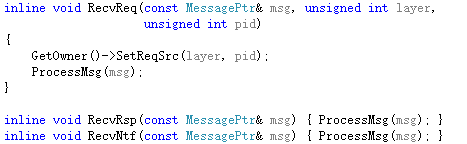 inline void RecvReq(const MessagePtr& msg, unsigned int layer,
unsigned int pid)
{
GetOwner()->SetReqSrc(layer, pid);
ProcessMsg(msg);
}
inline void RecvRsp(const MessagePtr& msg) { ProcessMsg(msg); }
inline void RecvNtf(const MessagePtr& msg) { ProcessMsg(msg); }